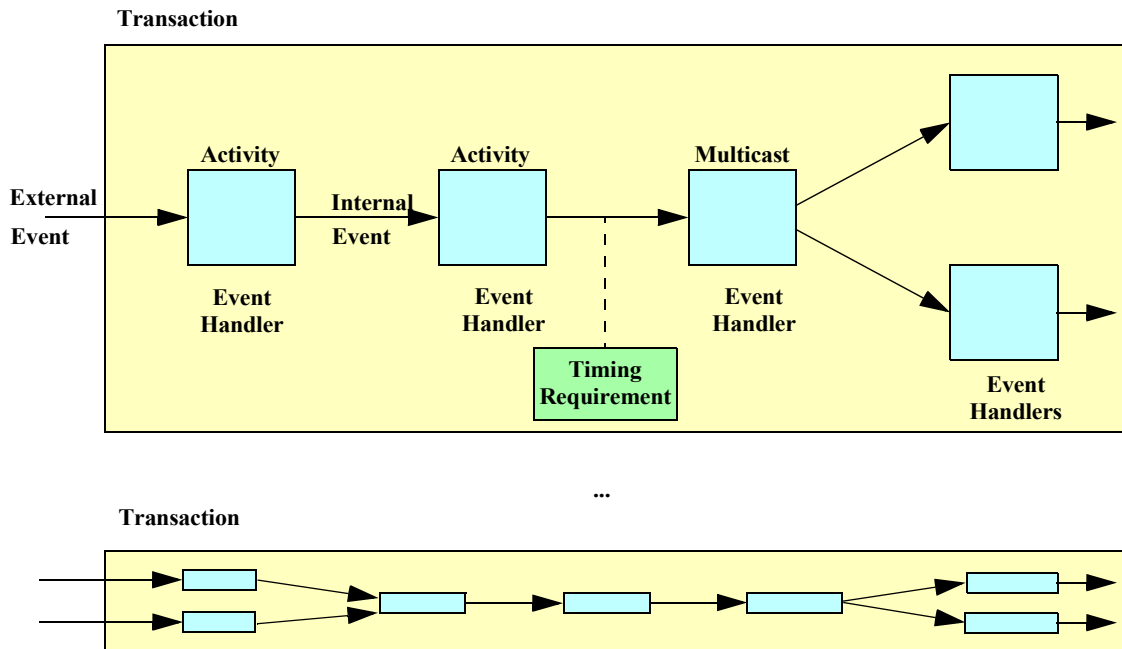 Transaction
Activity
Activity
Multicast
External
Event
Internal
Event
Event
Handler
Event
Handler
Event
Handler
Timing
Requirement
Event
Handlers
...
Transaction